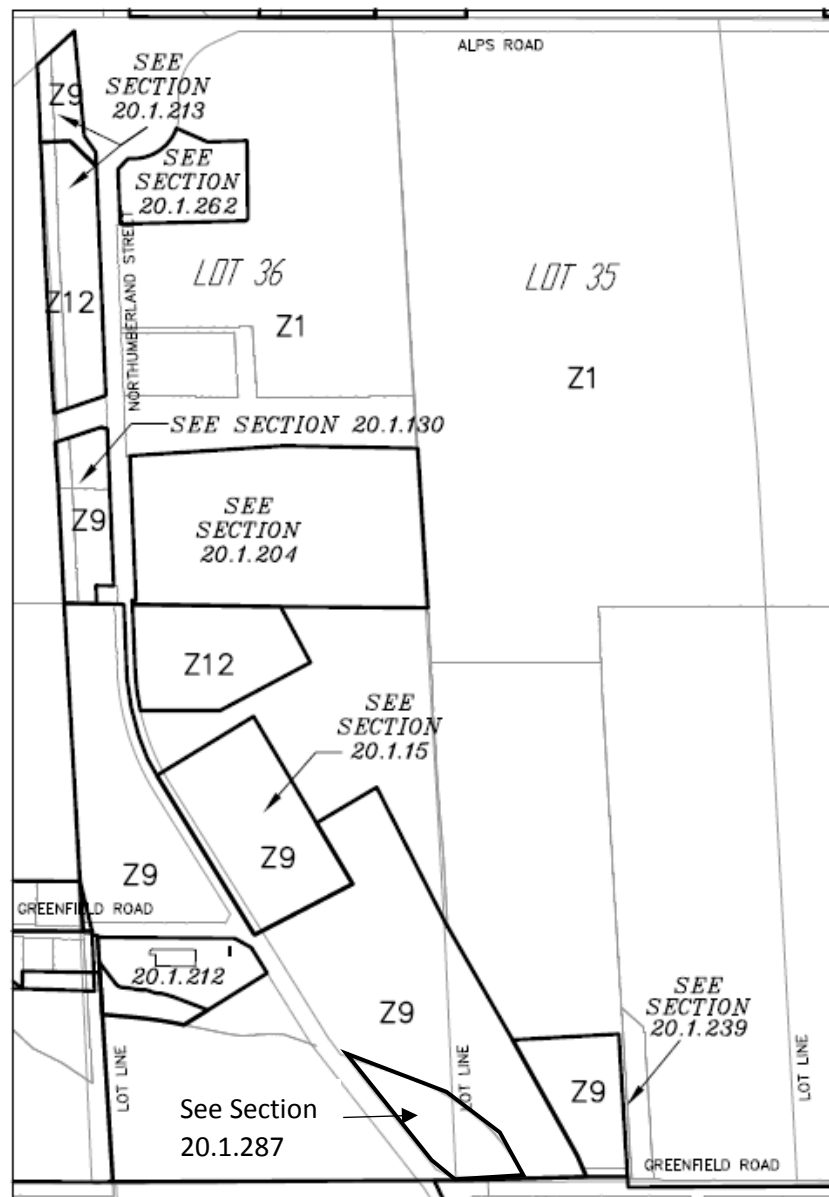 ALPS ROAD
SEE
SECTION
20.1.213
Z9
SEE
SECTION
20.1.262
NORTHUMBERLAND STREET
LOT 36
LOT 35
Z12
Z1
Z1
SEE SECTION 20.1.130
SEE
SECTION
20.1.204
Z9
Z12
SEE
SECTION
20.1.15
Z9
Z9
GREENFIELD ROAD
20.1.212
SEE
SECTION
20.1.239
Z9
LOT LINE
LOT LINE
LOT LINE
Z9
See Section
20.1.287
GREENFIELD ROAD